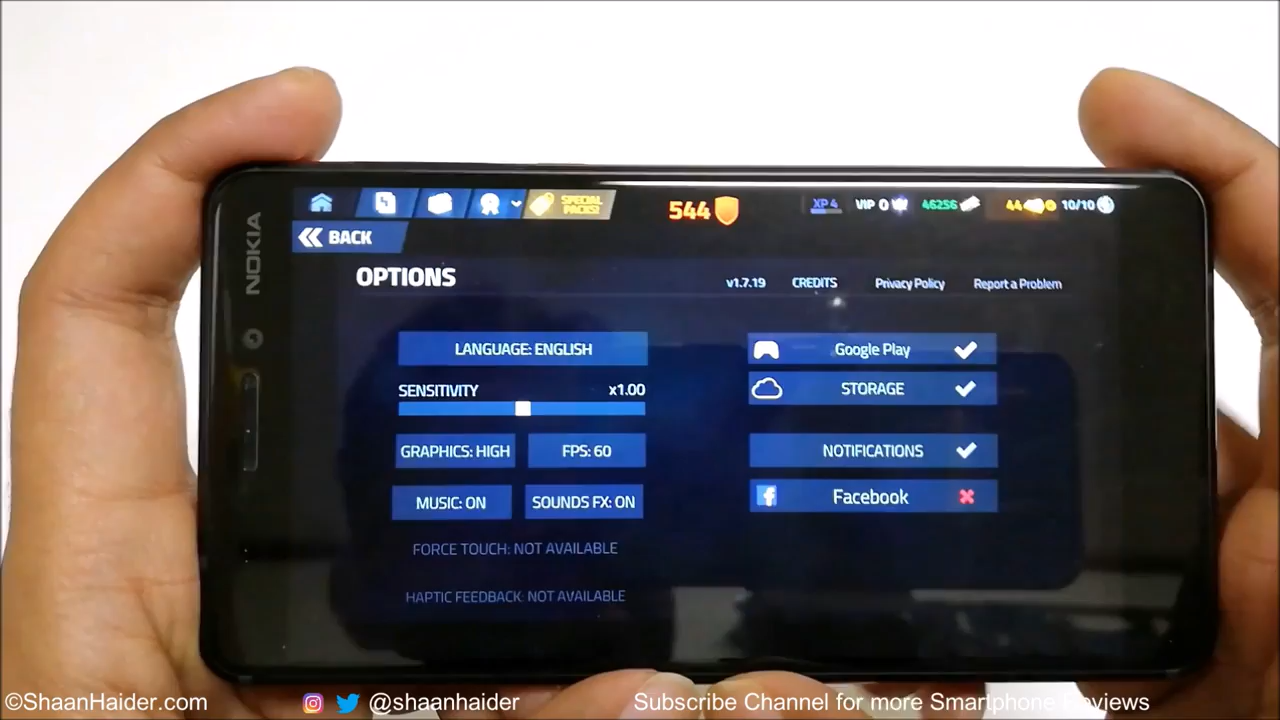 NOKIA
SPECIAL
PACKS!
544
XP 4
VIP 0
46256
44
10/10
BACK
OPTIONS
v1.7.19
CREDITS
Privacy Policy
Report a Problem
LANGUAGE: ENGLISH
SENSITIVITY x1.00
GRAPHICS: HIGH
FPS: 60
MUSIC: ON
SOUNDS FX: ON
FORCE TOUCH: NOT AVAILABLE
HAPTIC FEEDBACK: NOT AVAILABLE
Google Play
STORAGE
NOTIFICATIONS
f Facebook
©ShaanHaider.com
@shaanhaider
Subscribe Channel for more Smartphone Reviews